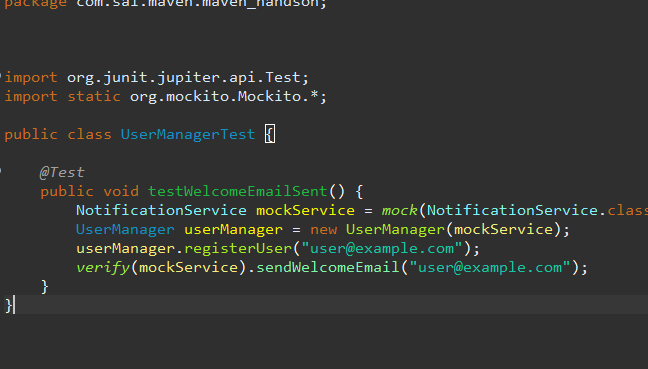 package com.sai.maven.maven_handson;
import org.junit.jupiter.api.Test;
import static org.mockito.Mockito.*;
public class UserManagerTest {
@Test
public void testWelcomeEmailSent() {
NotificationService mockService = mock(NotificationService.class
UserManager userManager = new UserManager(mockService);
userManager.registerUser("user@example.com");
verify(mockService).sendWelcomeEmail("user@example.com");
}
}